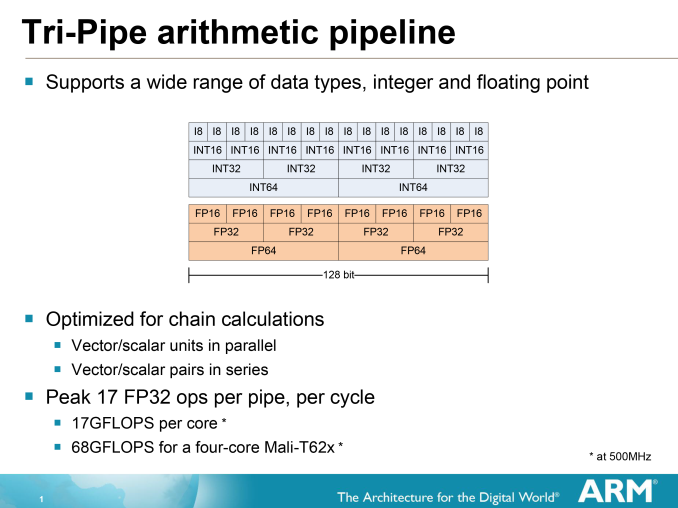 Tri-Pipe arithmetic pipeline
Supports a wide range of data types, integer and floating point
I8 I8 I8 I8 I8 I8 I8 I8 I8 I8 I8 I8 I8 I8 I8 I8
INT16 INT16 INT16 INT16 INT16 INT16 INT16 INT16
INT32 INT32 INT32 INT32
INT64 INT64
FP16 FP16 FP16 FP16 FP16 FP16 FP16 FP16
FP32 FP32 FP32 FP32
FP64 FP64
128 bit
Optimized for chain calculations
Vector/scalar units in parallel
Vector/scalar pairs in series
Peak 17 FP32 ops per pipe, per cycle
17GFLOPS per core *
68GFLOPS for a four-core Mali-T62x *
* at 500MHz
1
The Architecture for the Digital World®
ARM®